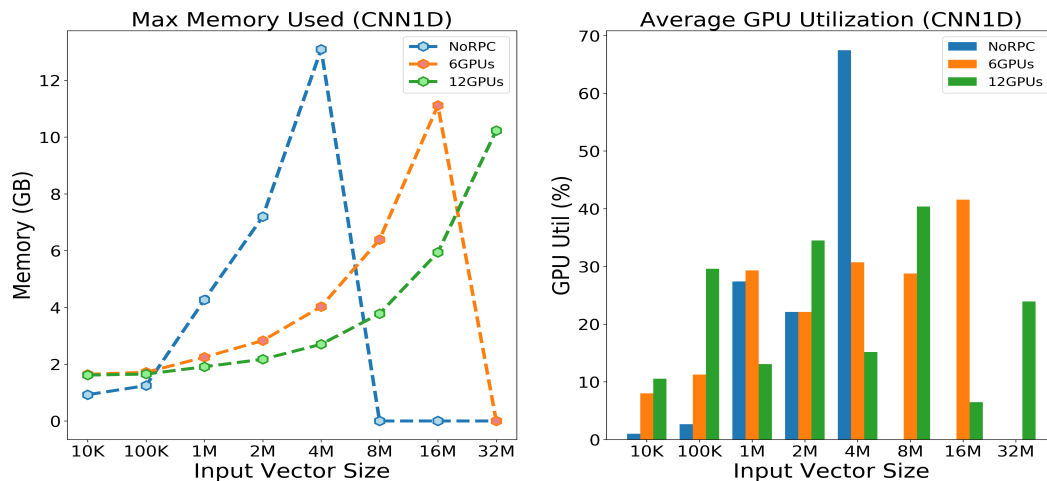 Max Memory Used (CNN1D)
Memory (GB)
12
10
8
6
4
2
0
NoRPC
6GPUs
12GPUs
10K 100K 1M 2M 4M 8M 16M 32M
Input Vector Size
Average GPU Utilization (CNN1D)
GPU Util (%)
70
60
50
40
30
20
10
0
NoRPC
6GPUs
12GPUs
10K 100K 1M 2M 4M 8M 16M 32M
Input Vector Size